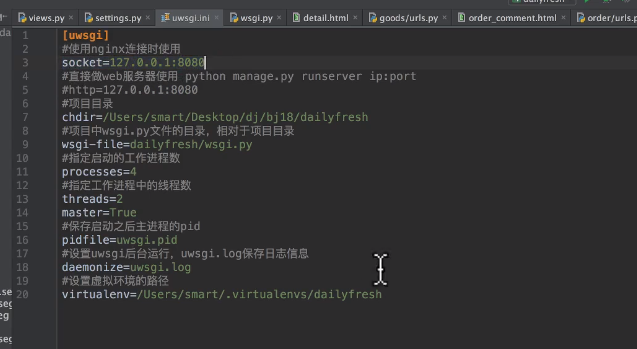 dailyfresh
views.py
settings.py
uwsgi.ini
wsgi.py
detail.html
goods/urls.py
order_comment.html
order/urls.p
1 [uwsgi]
2 #使用nginx连接时使用
3 socket=127.0.0.1:8080
4 #直接做web服务器使用 python manage.py runserver ip:port
5 #http=127.0.0.1:8080
6 #项目目录
7 chdir=/Users/smart/Desktop/dj/bj18/dailyfresh
8 #项目中wsgi.py文件的目录，相对于项目目录
9 wsgi-file=dailyfresh/wsgi.py
10 #指定启动的工作进程数
11 processes=4
12 #指定工作进程中的线程数
13 threads=2
14 master=True
15 #保存启动之后主进程的pid
16 pidfile=uwsgi.pid
17 #设置uwsgi后台运行，uwsgi.log保存日志信息
18 daemonize=uwsgi.log
19 #设置虚拟环境的路径
20 virtualenv=/Users/smart/.virtualenvs/dailyfresh